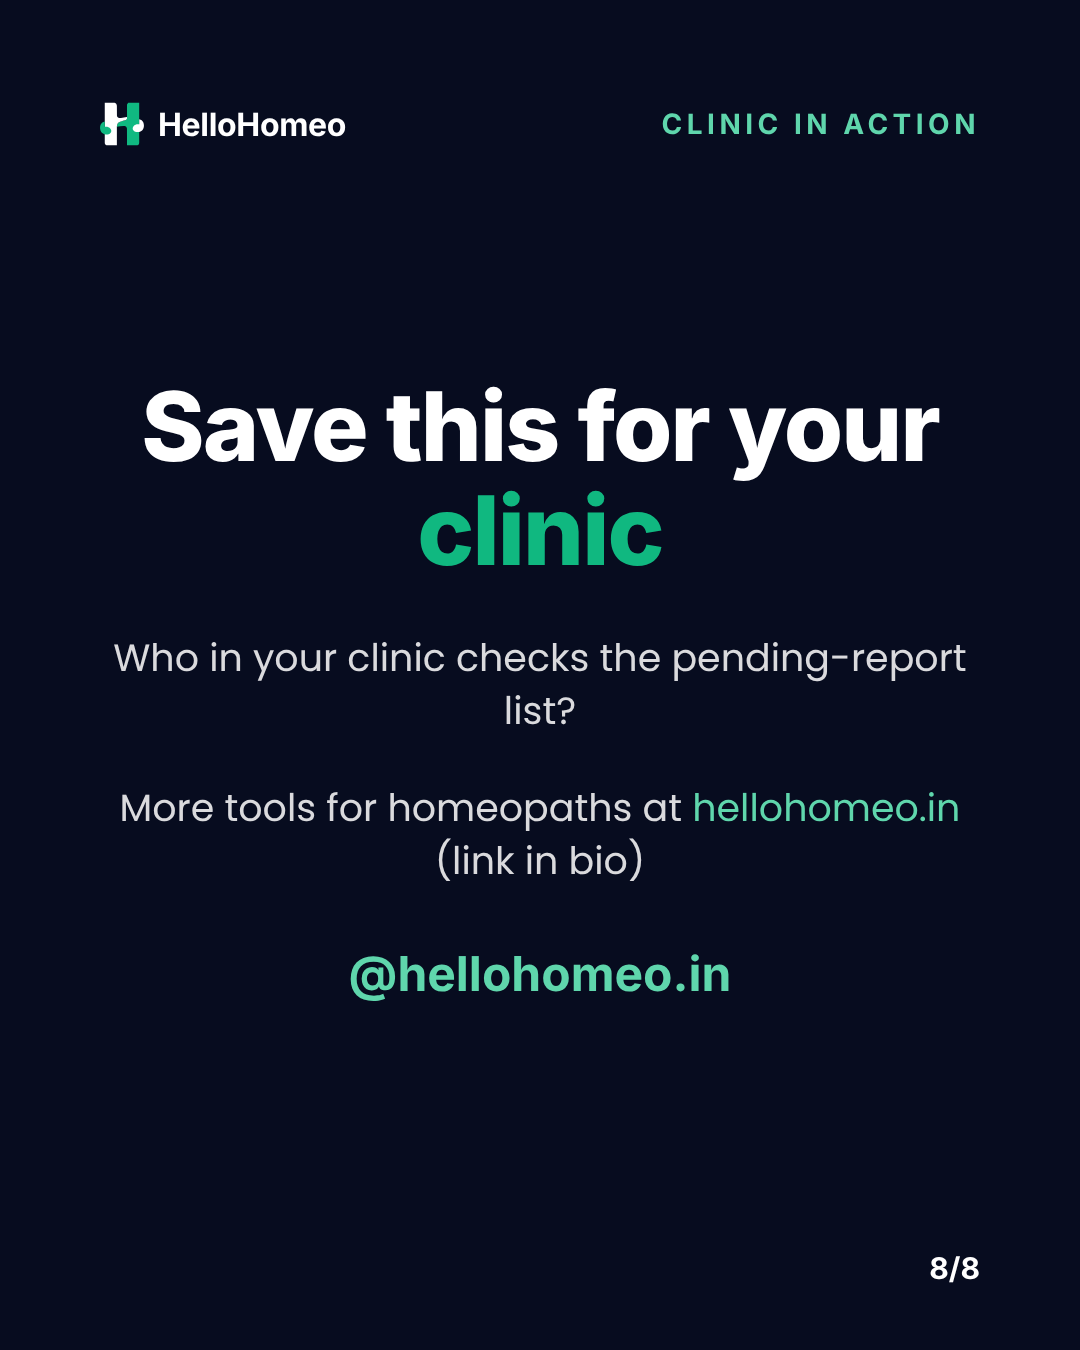 HelloHomeo
CLINIC IN ACTION
Save this for your
clinic
Who in your clinic checks the pending-report
list?
More tools for homeopaths at hellohomeo.in
(link in bio)
@hellohomeo.in
8/8